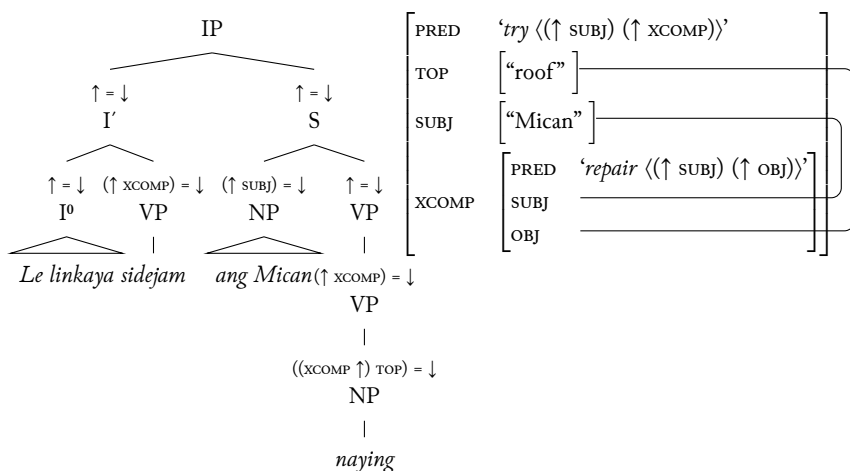 IP
↑ = ↓ ↑ = ↓
I′ S
↑ = ↓ (↑ XCOMP) = ↓ (↑ SUBJ) = ↓ ↑ = ↓
I⁰ VP NP VP
Le linkaya sidejam ang Mican (↑ XCOMP) = ↓
VP
((XCOMP ↑) TOP) = ↓
NP
naying
PRED ‘try ⟨(↑ SUBJ) (↑ XCOMP)⟩’
TOP [“roof”]
SUBJ [“Mican”]
XCOMP
PRED ‘repair ⟨(↑ SUBJ) (↑ OBJ)⟩’
SUBJ
OBJ